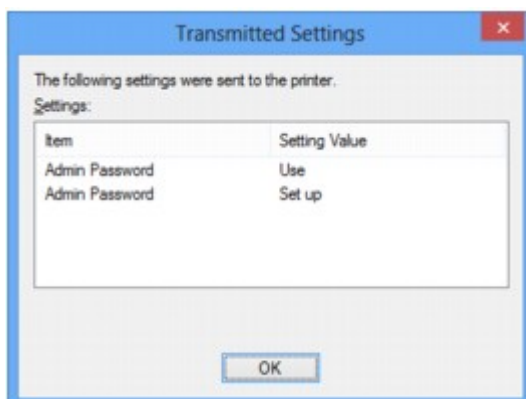 Transmitted Settings
The following settings were sent to the printer.
Settings:
Item Setting Value
Admin Password Use
Admin Password Set up
OK